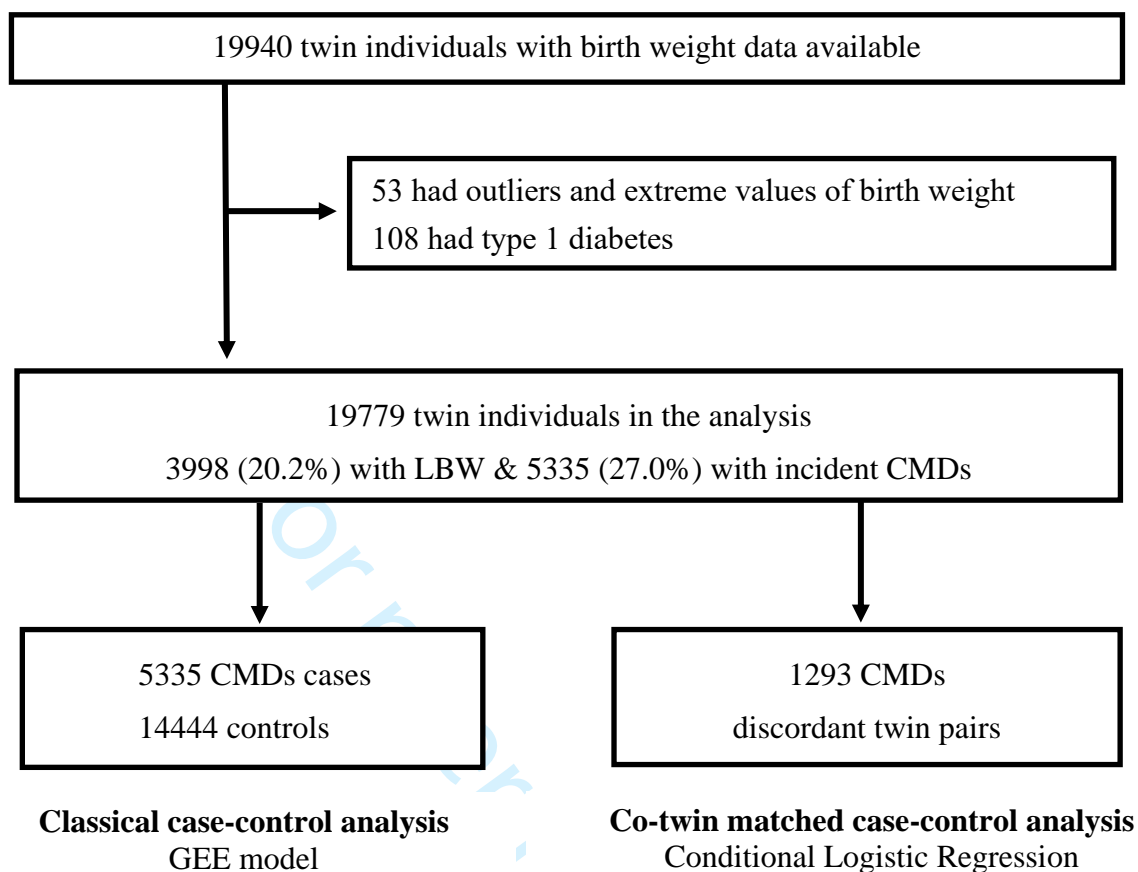 19940 twin individuals with birth weight data available
53 had outliers and extreme values of birth weight
108 had type 1 diabetes
19779 twin individuals in the analysis
3998 (20.2%) with LBW & 5335 (27.0%) with incident CMDs
5335 CMDs cases
14444 controls
1293 CMDs
discordant twin pairs
Classical case-control analysis
GEE model
Co-twin matched case-control analysis
Conditional Logistic Regression